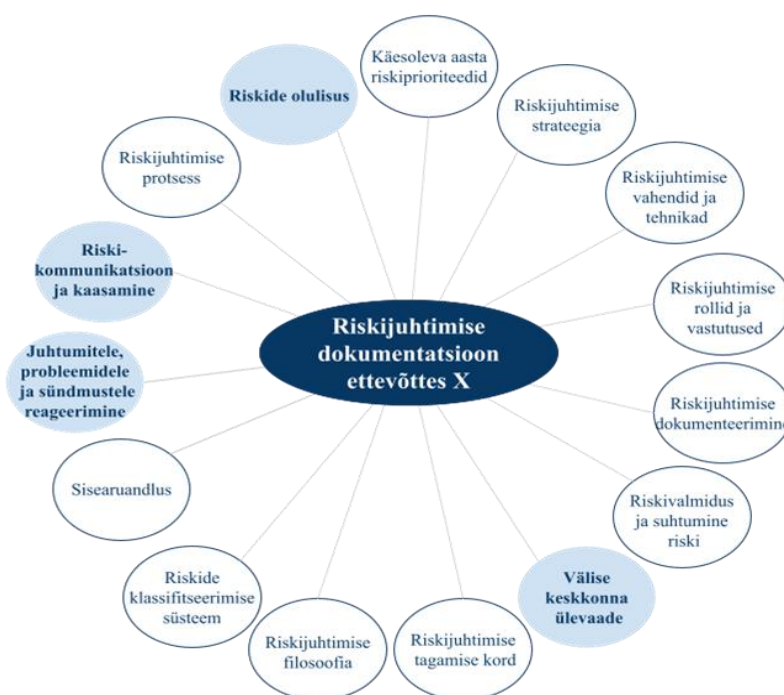 Käesoleva aasta
riskiprioriteedid
Riskide olulisus
Riskijuhtimise
strateegia
Riskijuhtimise
protsess
Riskijuhtimise
vahendid ja
tehnikad
Riski-
kommunikatsioon
ja kaasamine
Riskijuhtimise
rollid ja
vastutused
Riskijuhtimise
dokumentatsioon
ettevõttes X
Juhtumitele,
probleemidele
ja sündmustele
reageerimine
Riskijuhtimise
dokumenteerimine
Sisearuandlus
Riskivalmidus
ja suhtumine
riski
Riskide
klassifitseerimise
süsteem
Välise
keskkonna
ülevaade
Riskijuhtimise
filosoofia
Riskijuhtimise
tagamise kord